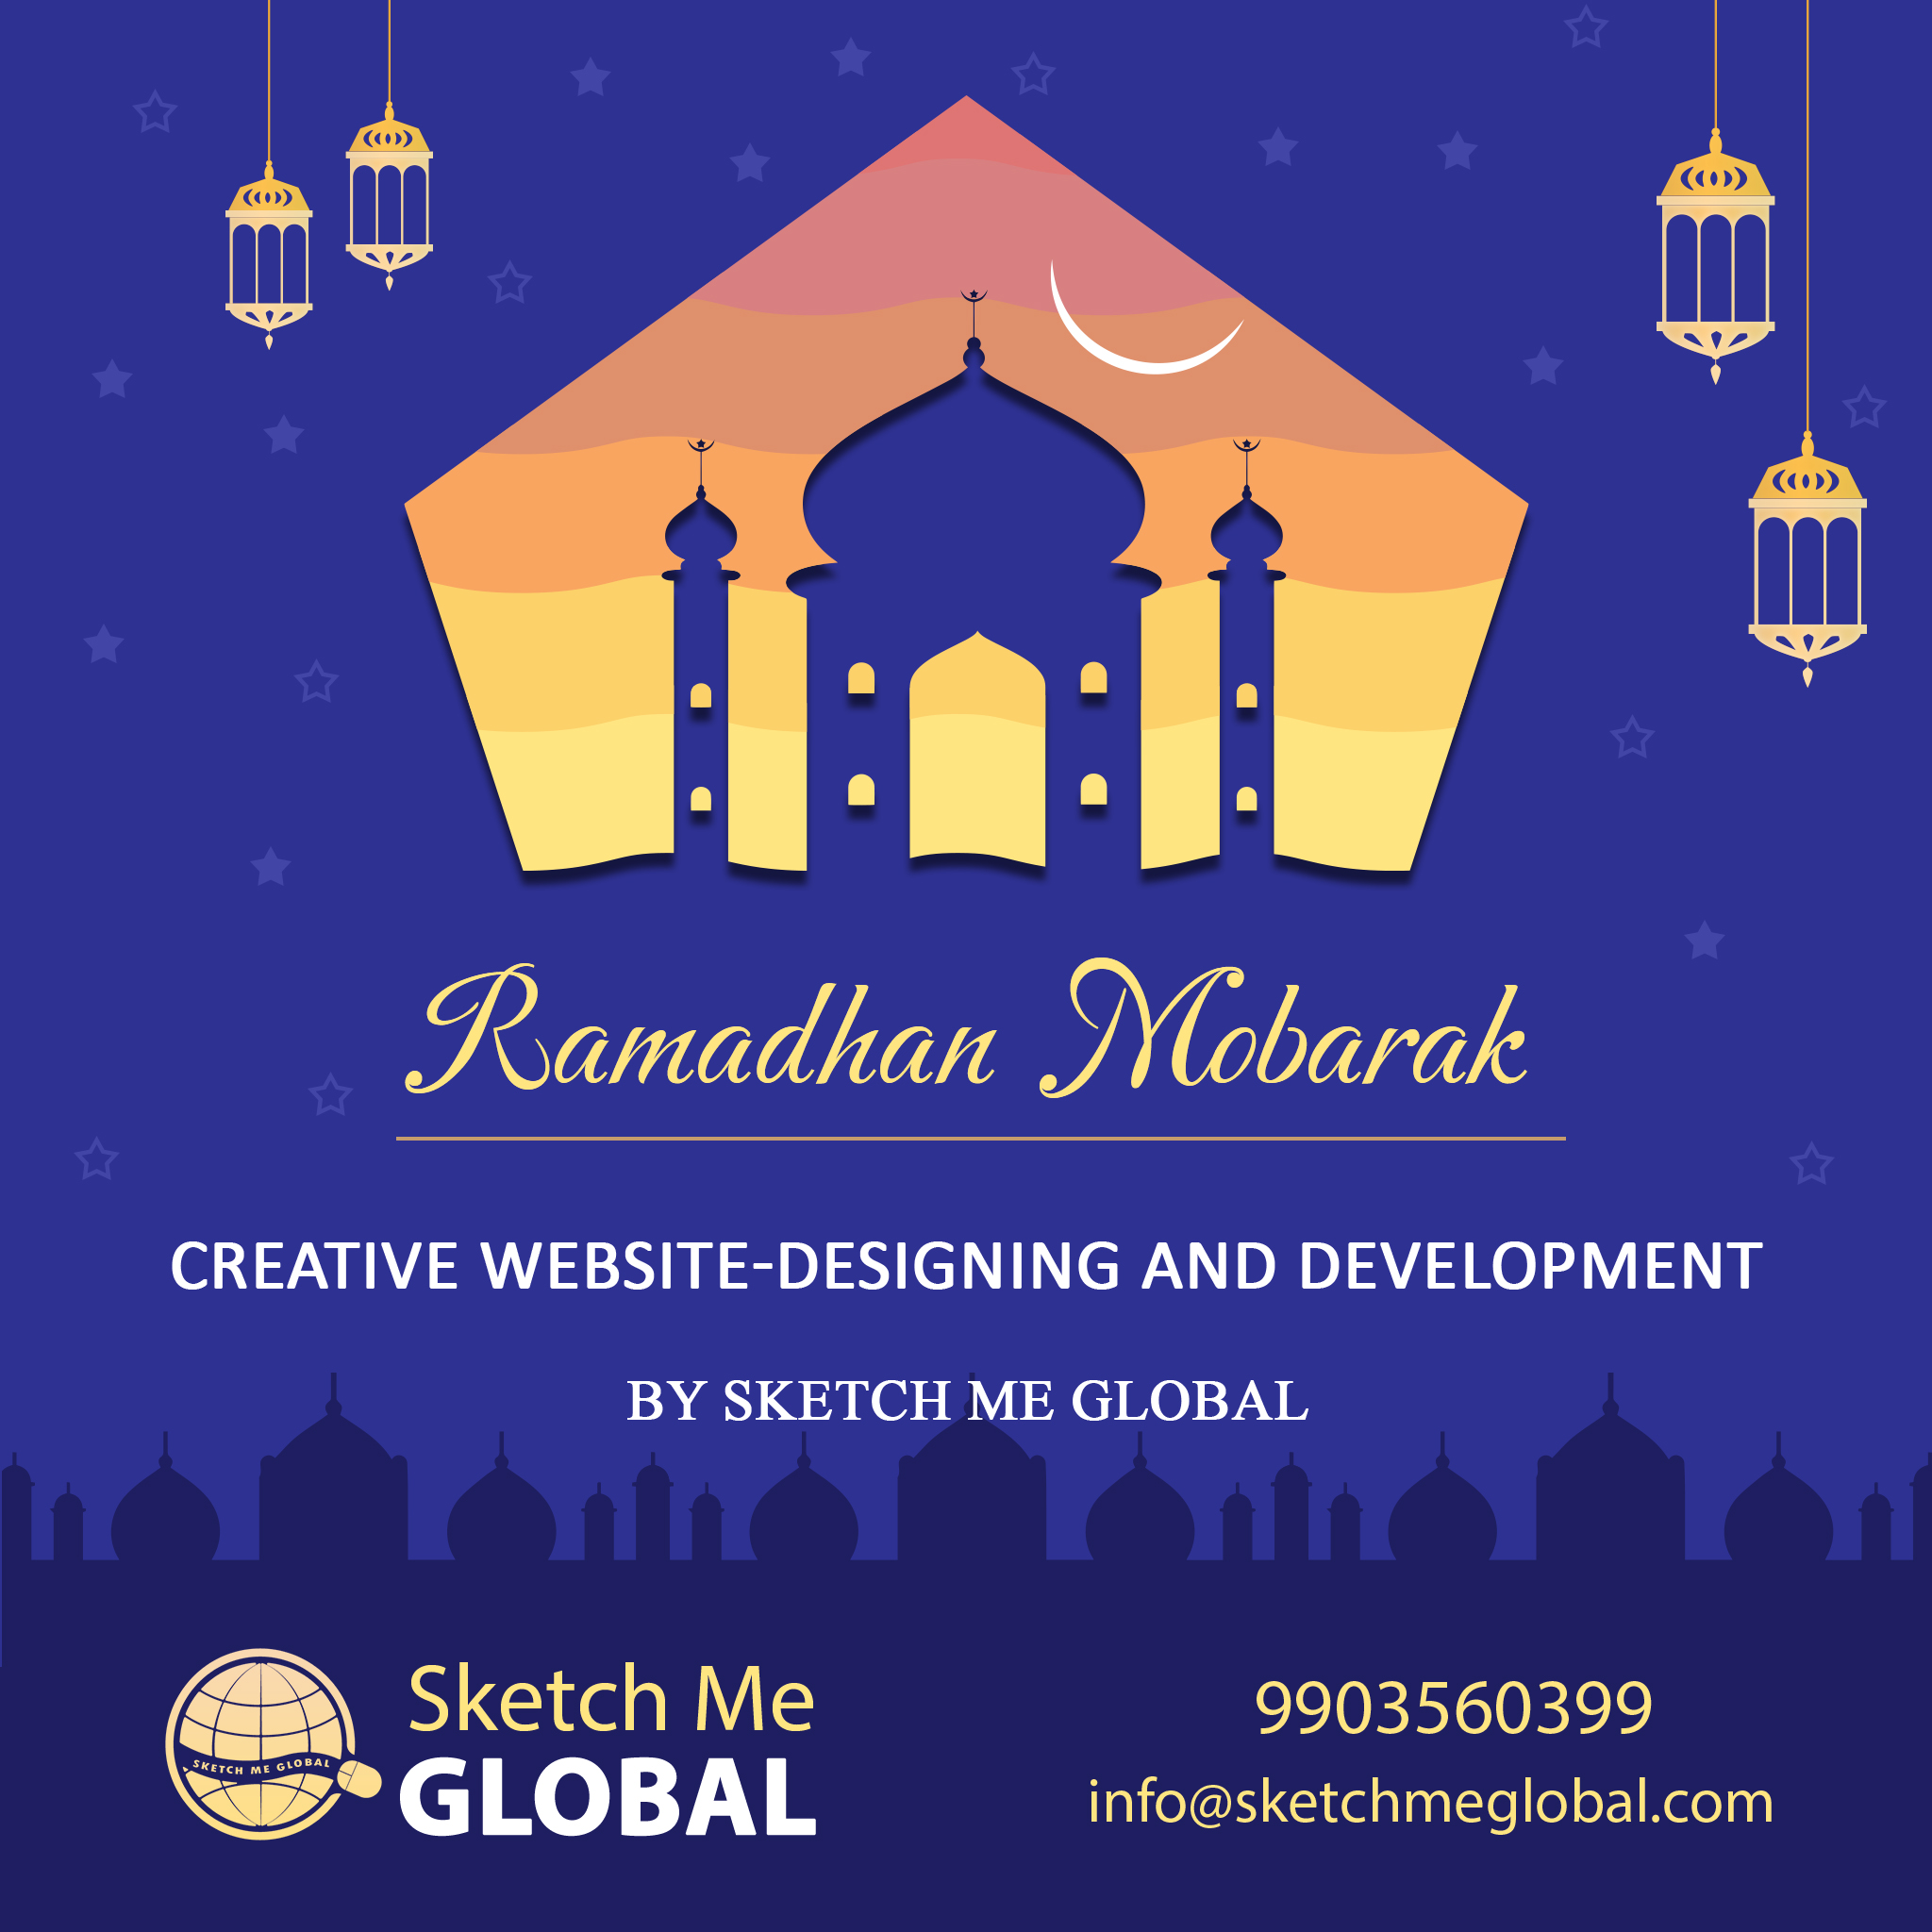 Ramadhan Mobarak
CREATIVE WEBSITE-DESIGNING AND DEVELOPMENT
BY SKETCH ME GLOBAL
SKETCH ME GLOBAL
Sketch Me
GLOBAL
9903560399
info@sketchmeglobal.com